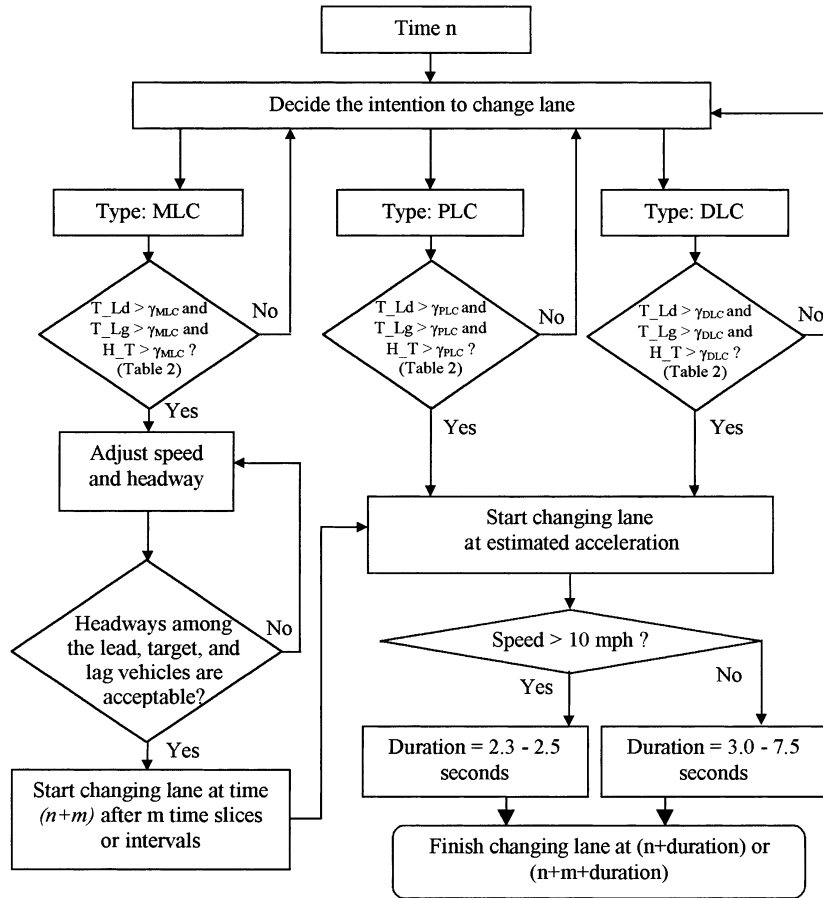 Time n
Decide the intention to change lane
Type: MLC
Type: PLC
Type: DLC
T_Ld > γMLC and
T_Lg > γMLC and
H_T > γMLC ?
(Table 2)
No
Yes
T_Ld > γPLC and
T_Lg > γPLC and
H_T > γPLC ?
(Table 2)
No
Yes
T_Ld > γDLC and
T_Lg > γDLC and
H_T > γDLC ?
(Table 2)
No
Yes
Adjust speed
and headway
Headways among
the lead, target, and
lag vehicles are
acceptable?
No
Yes
Start changing lane at time
(n+m) after m time slices
or intervals
Start changing lane
at estimated acceleration
Speed > 10 mph ?
Yes
No
Duration = 2.3 - 2.5
seconds
Duration = 3.0 - 7.5
seconds
Finish changing lane at (n+duration) or
(n+m+duration)